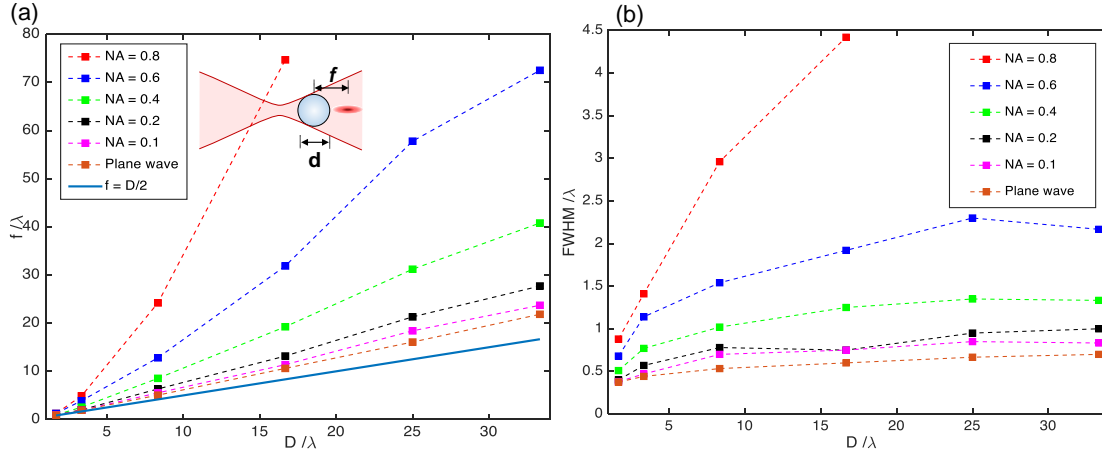 (a)
80
70
60
50
40
30
20
10
0
f /λ
5
10
15
20
25
30
D /λ
NA = 0.8
NA = 0.6
NA = 0.4
NA = 0.2
NA = 0.1
Plane wave
f = D/2
f
d
(b)
4.5
4
3.5
3
2.5
2
1.5
1
0.5
0
FWHM /λ
5
10
15
20
25
30
D /λ
NA = 0.8
NA = 0.6
NA = 0.4
NA = 0.2
NA = 0.1
Plane wave